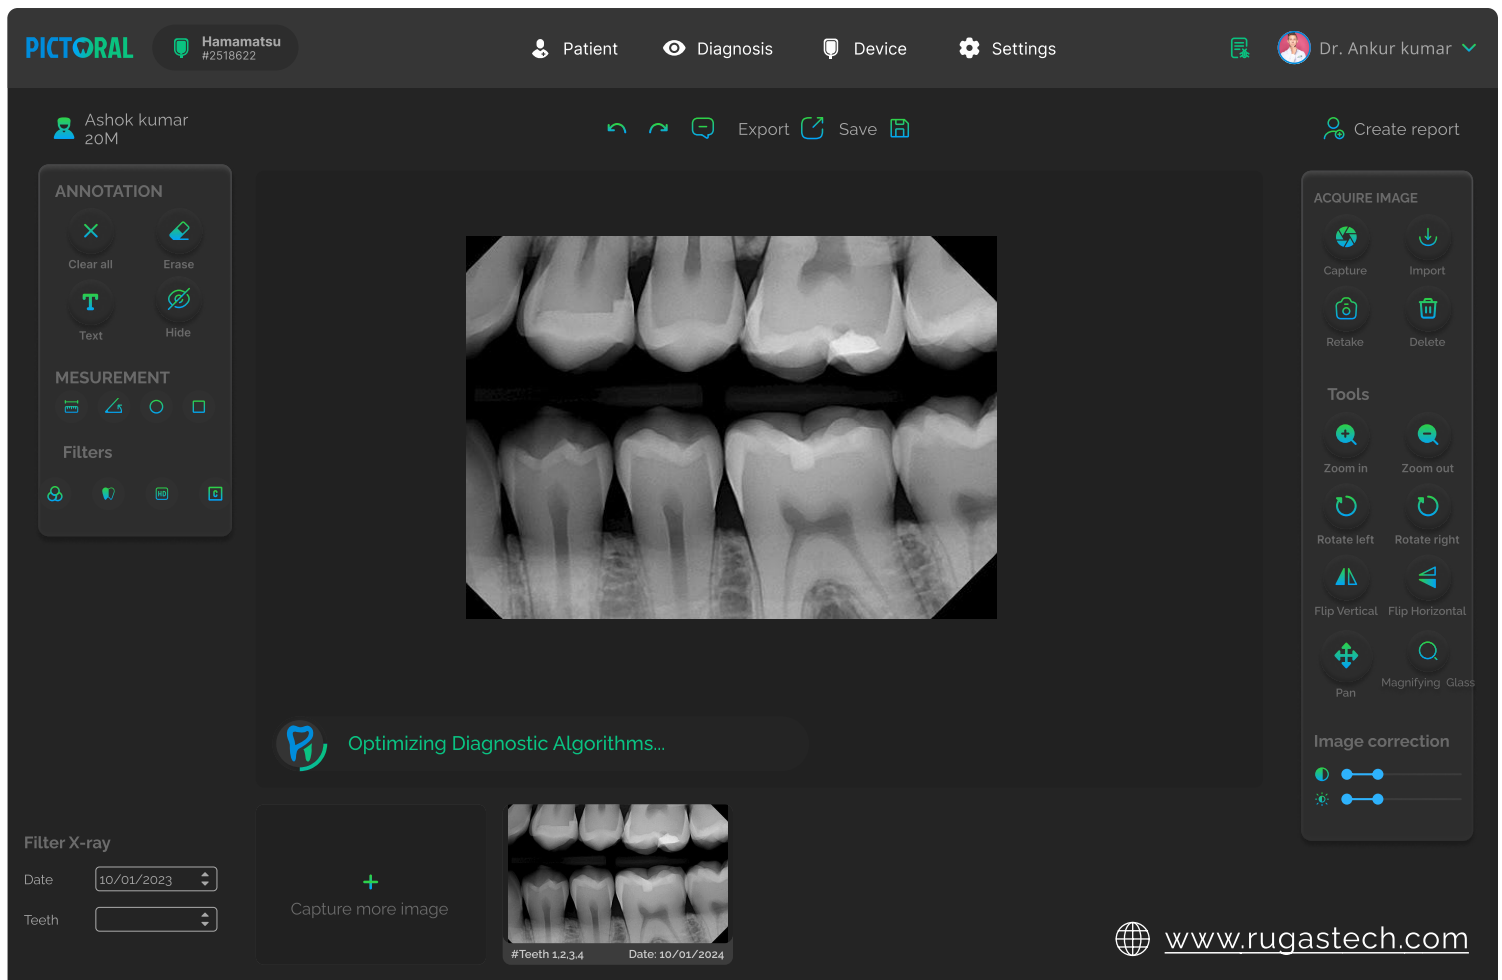 PICTORAL
Hamamatsu
#2518622
Patient
Diagnosis
Device
Settings
Dr. Ankur kumar
Ashok kumar
20M
Export
Save
Create report
ANNOTATION
Clear all
Erase
Text
Hide
MESUREMENT
Filters
HD
C
ACQUIRE IMAGE
Capture
Import
Retake
Delete
Tools
Zoom in
Zoom out
Rotate left
Rotate right
Flip Vertical
Flip Horizontal
Pan
Magnifying Glass
Image correction
Optimizing Diagnostic Algorithms...
Filter X-ray
Date
10/01/2023
Teeth
+
Capture more image
#Teeth 1,2,3,4
Date: 10/01/2024
www.rugastech.com